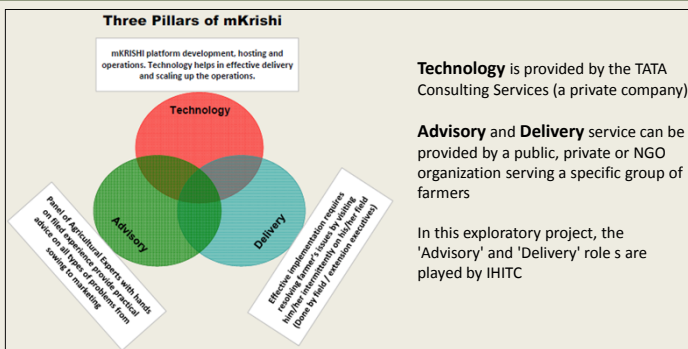 Three Pillars of mKrishi
mKRISHI platform development, hosting and
operations. Technology helps in effective delivery
and scaling up the operations.
Technology
Advisory
Delivery
Panel of Agricultural Experts with hands
on filed experience provide practical
advice on all types of problems from
sowing to marketing
Effective implementation requires
resolving farmer's issues by visiting
him/her intermittently on his/her field
(Done by field / extension executives)
Technology is provided by the TATA
Consulting Services (a private company)
Advisory and Delivery service can be
provided by a public, private or NGO
organization serving a specific group of
farmers
In this exploratory project, the
'Advisory' and 'Delivery' role s are
played by IHITC